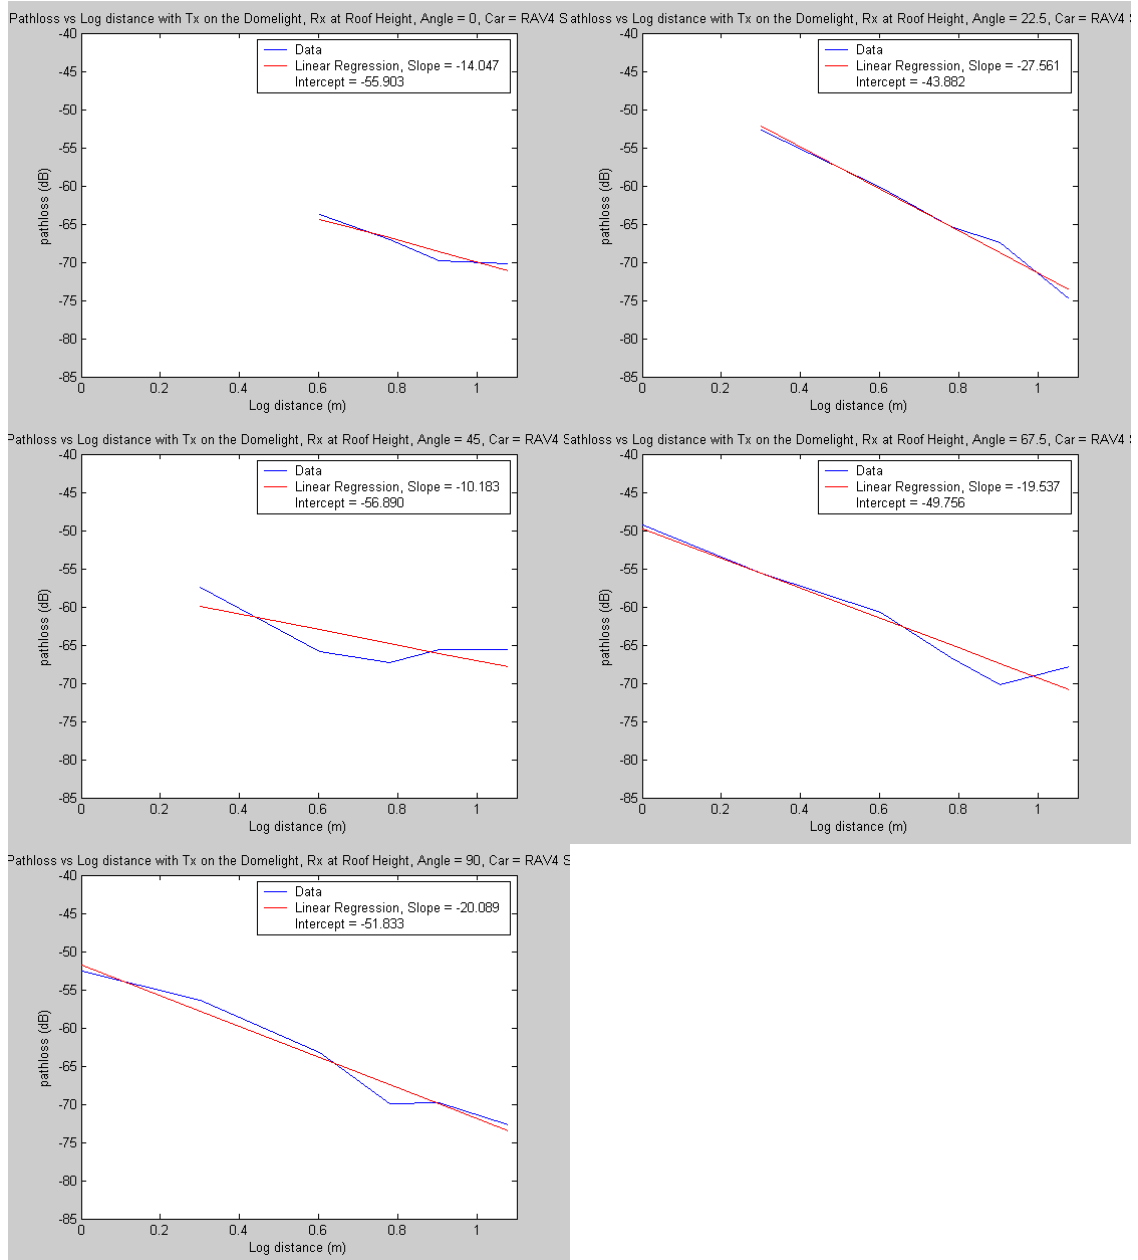 Pathloss vs Log distance with Tx on the Domelight, Rx at Roof Height, Angle = 0, Car = RAV4 S
-40
-45
-50
-55
-60
-65
-70
-75
-80
-85
pathloss (dB)
Data
Linear Regression, Slope = -14.047
Intercept = -55.903
0 0.2 0.4 0.6 0.8 1
Log distance (m)
Pathloss vs Log distance with Tx on the Domelight, Rx at Roof Height, Angle = 22.5, Car = RAV4 S
-40
-45
-50
-55
-60
-65
-70
-75
-80
-85
pathloss (dB)
Data
Linear Regression, Slope = -27.561
Intercept = -43.882
0 0.2 0.4 0.6 0.8 1
Log distance (m)
Pathloss vs Log distance with Tx on the Domelight, Rx at Roof Height, Angle = 45, Car = RAV4 S
-40
-45
-50
-55
-60
-65
-70
-75
-80
-85
pathloss (dB)
Data
Linear Regression, Slope = -10.183
Intercept = -56.890
0 0.2 0.4 0.6 0.8 1
Log distance (m)
athloss vs Log distance with Tx on the Domelight, Rx at Roof Height, Angle = 67.5, Car = RAV4 S
-40
-45
-50
-55
-60
-65
-70
-75
-80
-85
pathloss (dB)
Data
Linear Regression, Slope = -19.537
Intercept = -49.756
0 0.2 0.4 0.6 0.8 1
Log distance (m)
Pathloss vs Log distance with Tx on the Domelight, Rx at Roof Height, Angle = 90, Car = RAV4 S
-40
-45
-50
-55
-60
-65
-70
-75
-80
-85
pathloss (dB)
Data
Linear Regression, Slope = -20.089
Intercept = -51.833
0 0.2 0.4 0.6 0.8 1
Log distance (m)